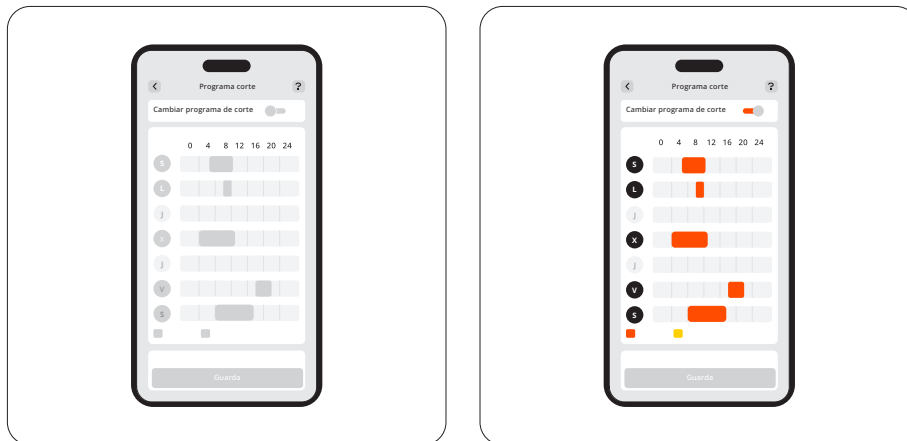 Programa corte
?
Cambiar programa de corte
0 4 8 12 16 20 24
S
L
J
X
J
V
S
Guarda
Programa corte
?
Cambiar programa de corte
0 4 8 12 16 20 24
S
L
J
X
J
V
S
Guarda